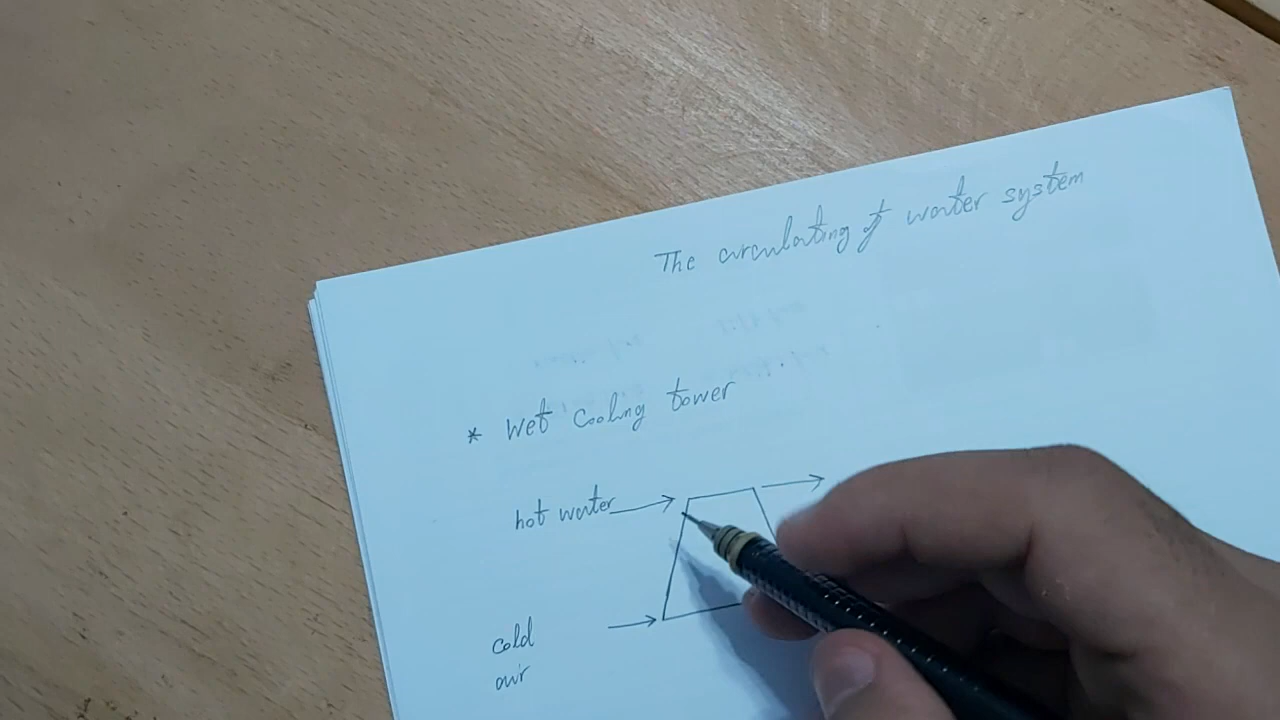 The circulating of water system
* Wet Cooling tower
hot water
cold
air